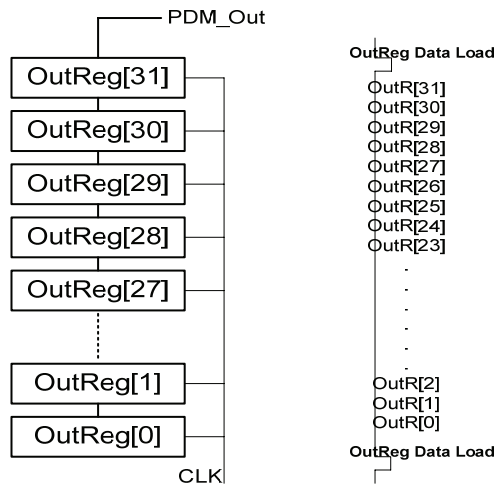 PDM_Out
OutReg[31]
OutReg[30]
OutReg[29]
OutReg[28]
OutReg[27]
OutReg[1]
OutReg[0]
CLK
OutReg Data Load
OutR[31]
OutR[30]
OutR[29]
OutR[28]
OutR[27]
OutR[26]
OutR[25]
OutR[24]
OutR[23]
OutR[2]
OutR[1]
OutR[0]
OutReg Data Load